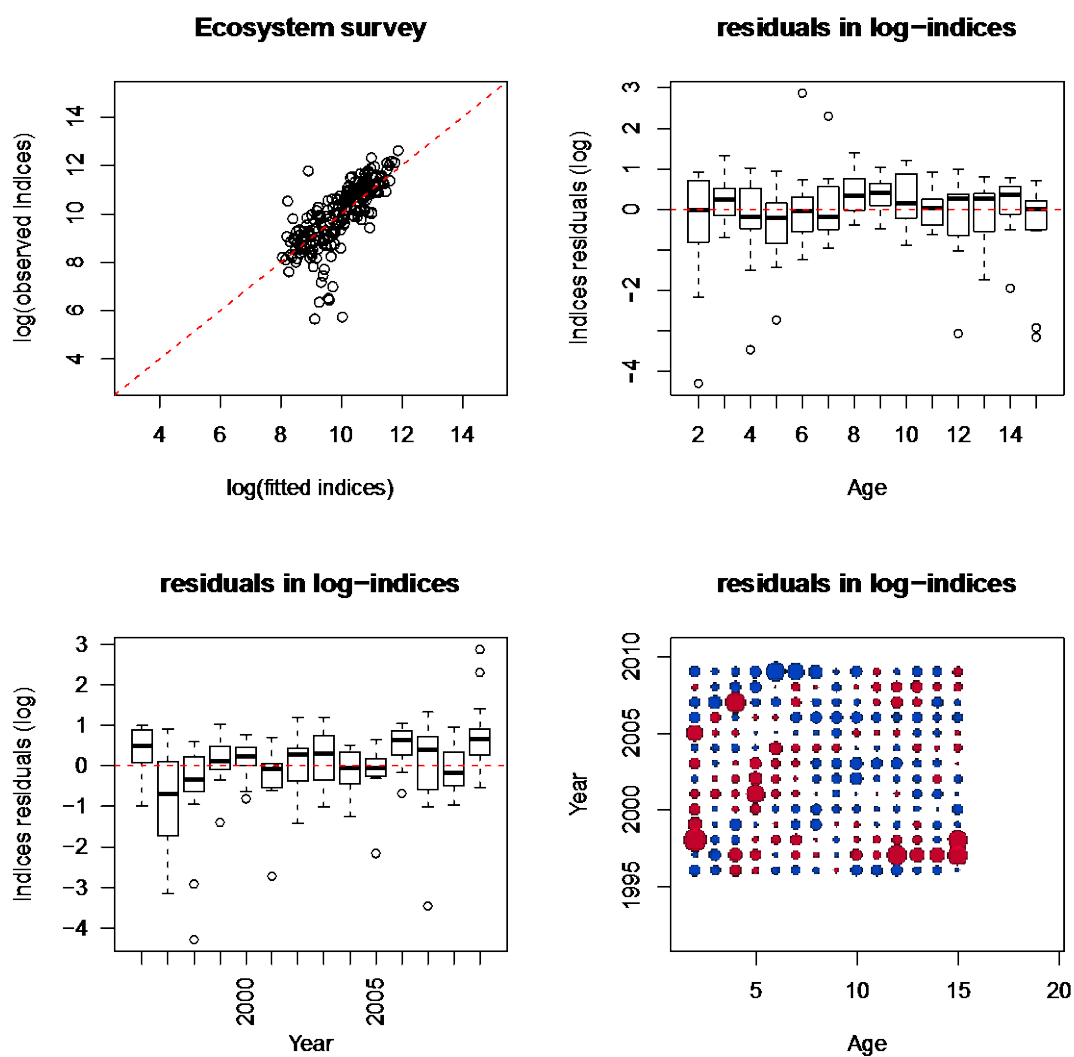 Ecosystem survey
log(observed indices)
14
12
10
8
6
4
4 6 8 10 12 14
log(fitted indices)
residuals in log−indices
Indices residuals (log)
3
2
1
0
−2
−4
2 4 6 8 10 12 14
Age
residuals in log−indices
Indices residuals (log)
3
2
1
0
−1
−2
−3
−4
2000 2005
Year
residuals in log−indices
Year
2010
2005
2000
1995
5 10 15 20
Age